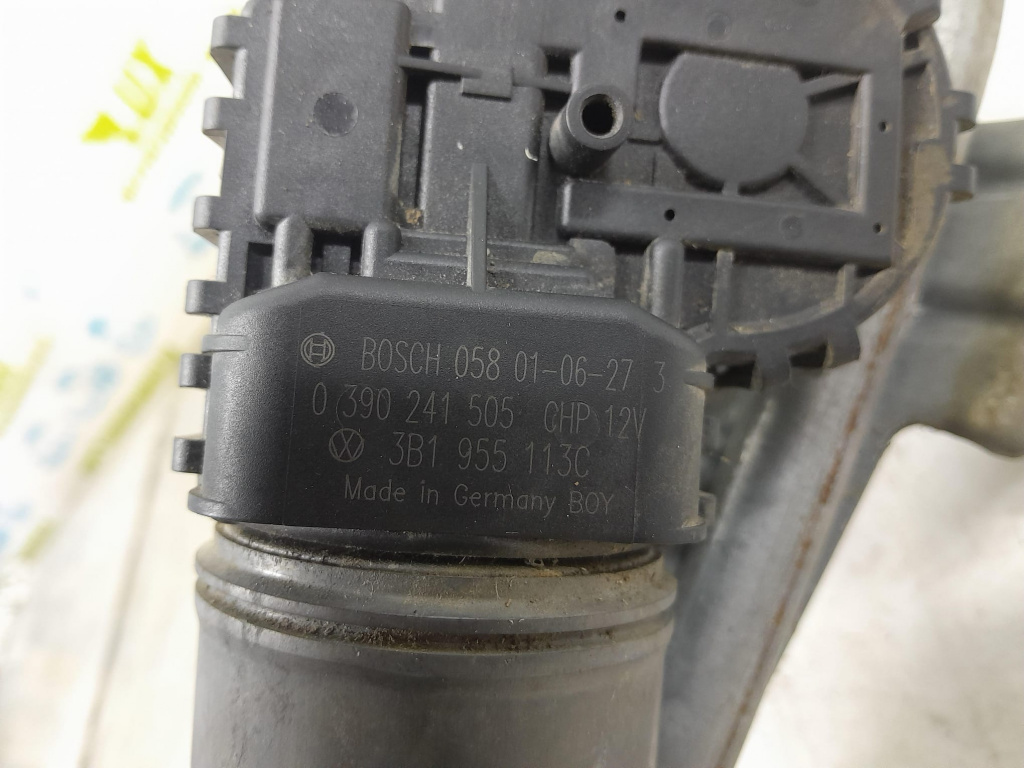 BOSCH 058 01-06-27 3
0 390 241 505 CHP 12V
3B1 955 113C
Made in Germany BOY